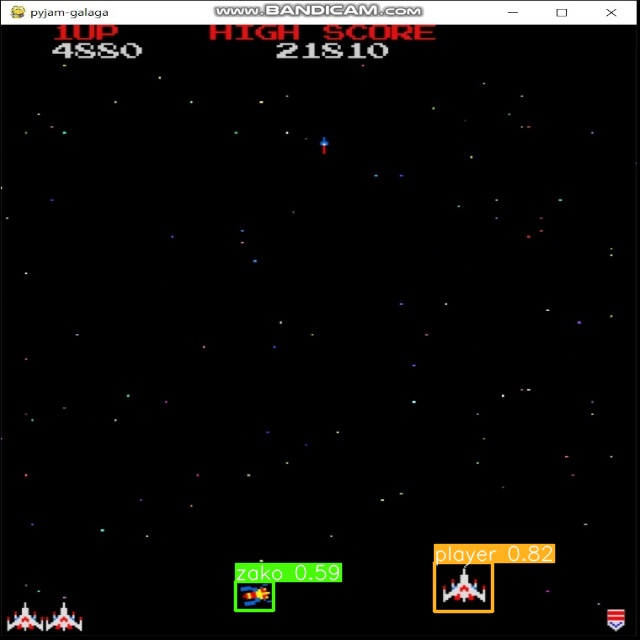 pyjam-galaga
www.BANDICAM.com
1UP HIGH SCORE
4880 21810
player 0.82
zako 0.59